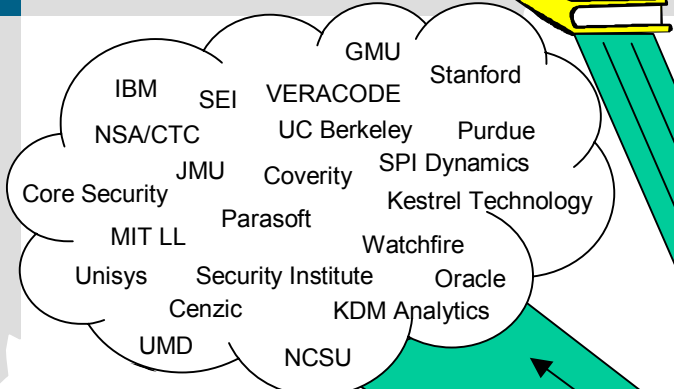 GMU
Stanford
IBM
SEI
VERACODE
NSA/CTC
UC Berkeley
Purdue
JMU
Coverity
SPI Dynamics
Core Security
Kestrel Technology
Parasoft
MIT LL
Watchfire
Unisys
Security Institute
Oracle
Cenzic
KDM Analytics
UMD
NCSU